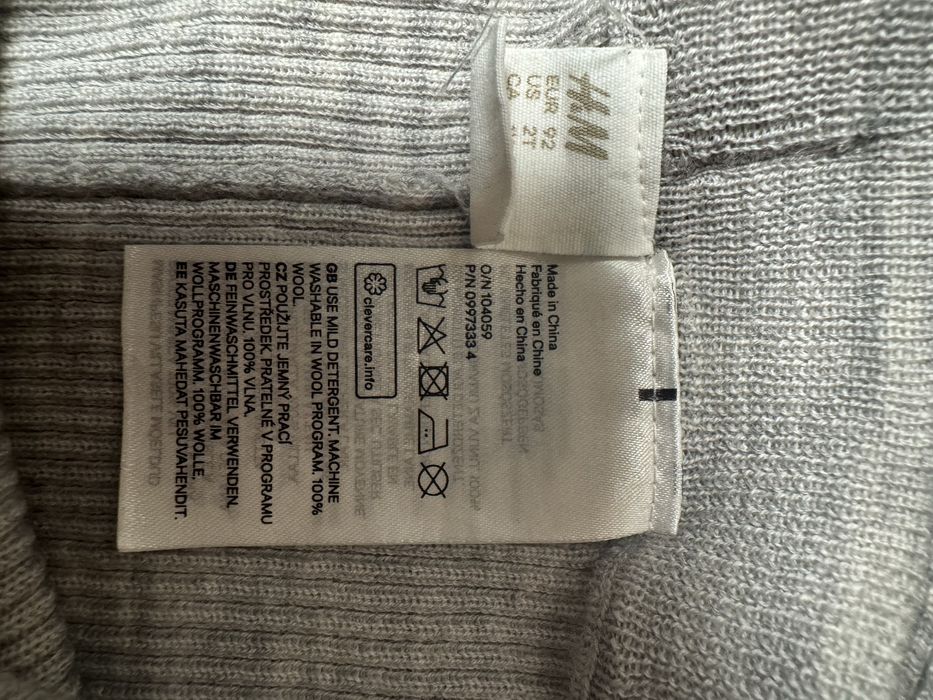 H&M
EUR 92
US 2T
CA
Made in China
Fabriqué en Chine
Hecho en China
O/N 104059
P/N 0997333 4
clevercare.info
GB USE MILD DETERGENT. MACHINE
WASHABLE IN WOOL PROGRAM. 100%
WOOL.
CZ POUŽIJTE JEMNÝ PRACÍ
PROSTŘEDEK. PRATELNÉ V PROGRAMU
PRO VLNU. 100% VLNA.
DE FEINWASCHMITTEL VERWENDEN.
MASCHINENWASCHBAR IM
WOLLPROGRAMM. 100% WOLLE.
EE KASUTA MAHEDAT PESUVAHENDIT.